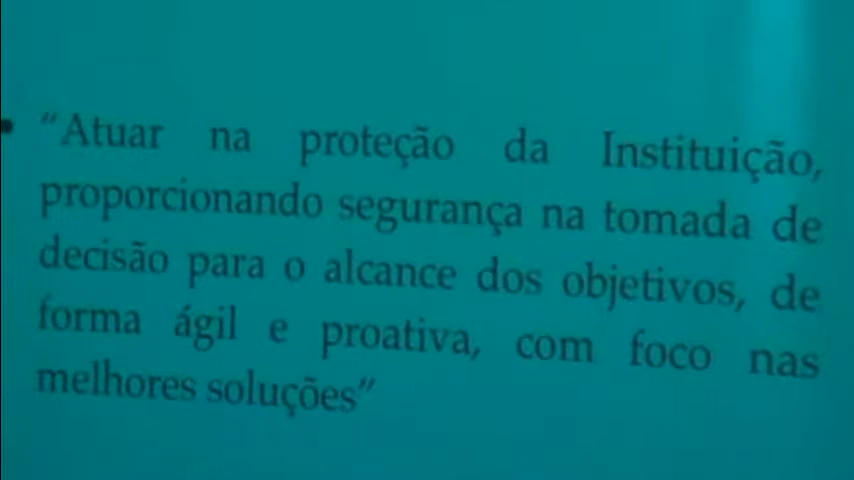 • “Atuar na proteção da Instituição,
proporcionando segurança na tomada de
decisão para o alcance dos objetivos, de
forma ágil e proativa, com foco nas
melhores soluções”